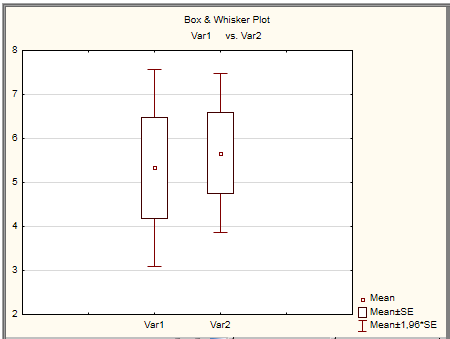 Box & Whisker Plot
Var1 vs. Var2
8
7
6
5
4
3
2
Var1 Var2
Mean
Mean±SE
Mean±1,96*SE